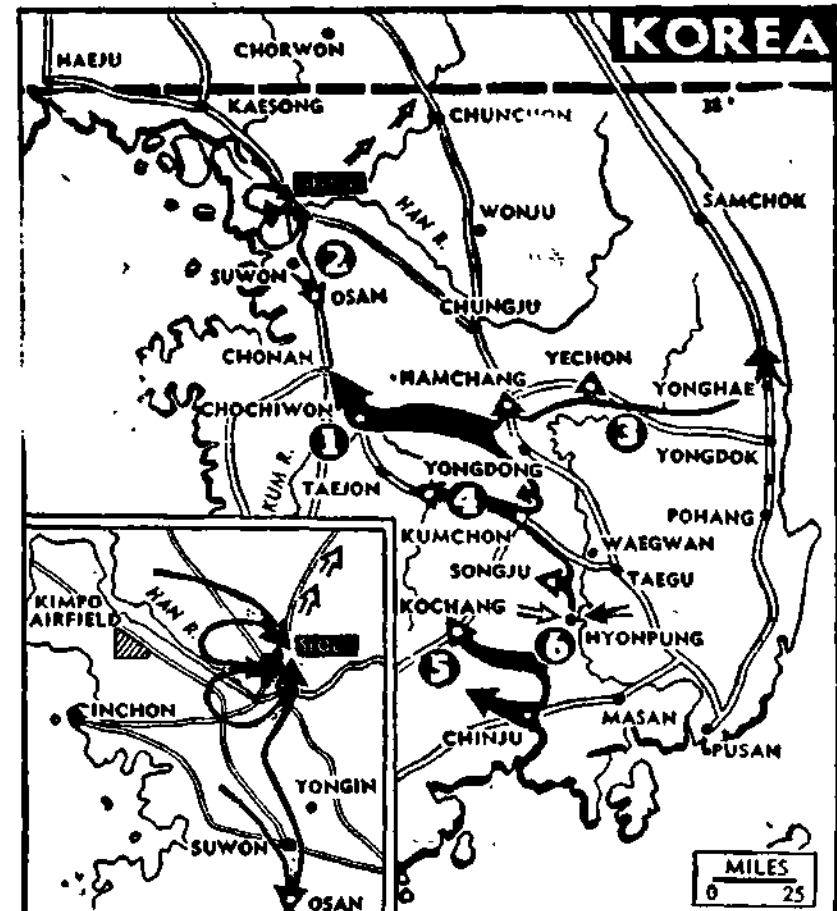 KOREA
HAEJU
CHORWON
KAESONG
38°
HAN R.
WONJU
SAMCHOK
2
SUWON
OSAN
CHUNGJU
CHONAN
HAMCHANG
YECHON
YONGHAE
CHOCHIWON
1
3
YONGDOK
KUM R.
TAEJON
YONGDONG
4
POHANG
KUMCHON
WAEGWAN
TAEGU
SONGJU
KOCHANG
HYONPUNG
5
6
MASAN
CHINJU
PUSAN
KIMPO
AIRFIELD
HAN R.
INCHON
YONGIN
SUWON
OSAN
MILES
0 25